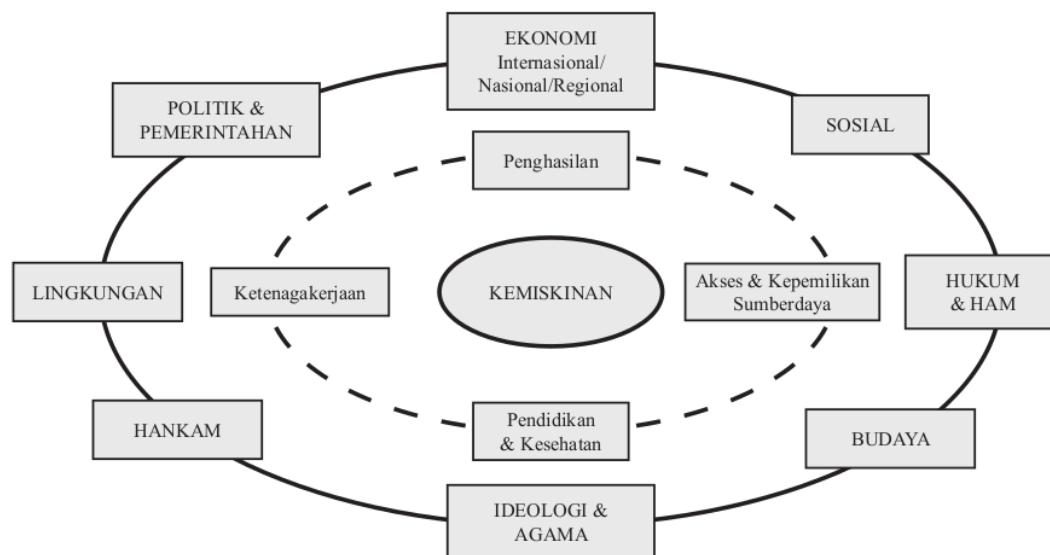 EKONOMI
Internasional/
Nasional/Regional
POLITIK &
PEMERINTAHAN
SOSIAL
Penghasilan
LINGKUNGAN
Ketenagakerjaan
KEMISKINAN
Akses & Kepemilikan
Sumberdaya
HUKUM
& HAM
HANKAM
Pendidikan
& Kesehatan
BUDAYA
IDEOLOGI &
AGAMA